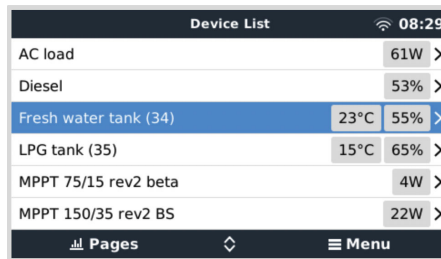 Device List 08:29
AC load 61W
Diesel 53%
Fresh water tank (34) 23°C 55%
LPG tank (35) 15°C 65%
MPPT 75/15 rev2 beta 4W
MPPT 150/35 rev2 BS 22W
Pages Menu